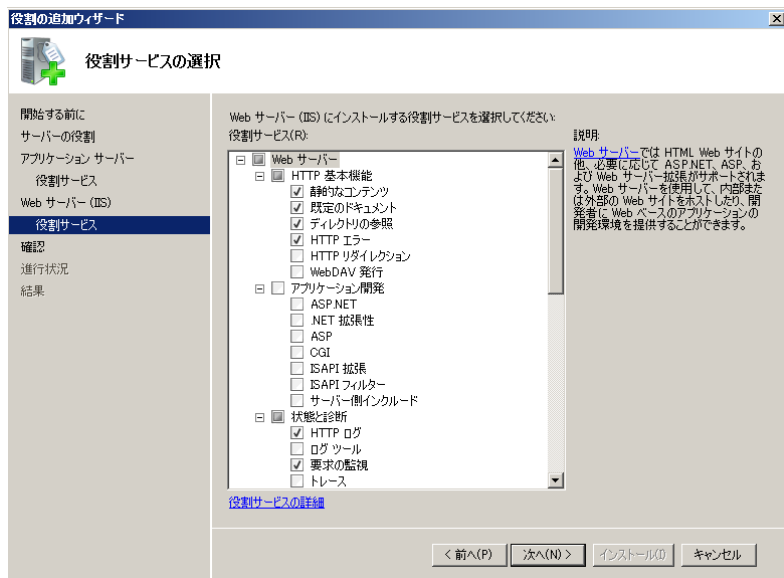 役割の追加ウィザード
役割サービスの選択
開始する前に
サーバーの役割
アプリケーション サーバー
役割サービス
Web サーバー (IIS)
役割サービス
確認
進行状況
結果
Web サーバー (IIS) にインストールする役割サービスを選択してください:
役割サービス(R):
Web サーバー
HTTP 基本機能
静的なコンテンツ
既定のドキュメント
ディレクトリの参照
HTTP エラー
HTTP リダイレクション
WebDAV 発行
アプリケーション開発
ASP.NET
.NET 拡張性
ASP
CGI
ISAPI 拡張
ISAPI フィルター
サーバー側インクルード
状態と診断
HTTP ログ
ログ ツール
要求の監視
トレース
役割サービスの詳細
説明:
Web サーバーでは HTML Web サイトの
他、必要に応じて ASP.NET、ASP、お
よび Web サーバー拡張がサポートされま
す。Web サーバーを使用して、内部また
は外部の Web サイトをホストしたり、開
発者に Web ベースのアプリケーションの
開発環境を提供することができます。
< 前へ(P)
次へ(N) >
インストール(I)
キャンセル